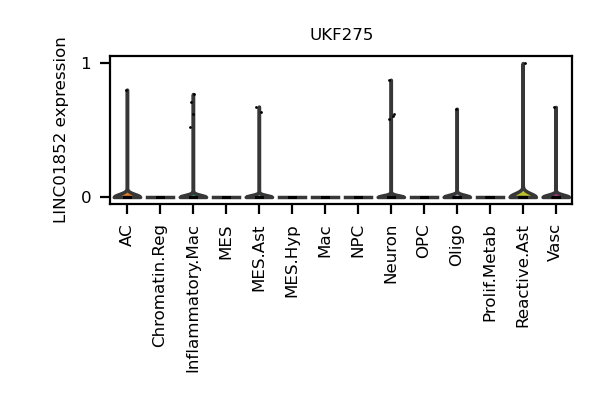 UKF275
LINC01852 expression
1
0
AC
Chromatin.Reg
Inflammatory.Mac
MES
MES.Ast
MES.Hyp
Mac
NPC
Neuron
OPC
Oligo
Prolif.Metab
Reactive.Ast
Vasc